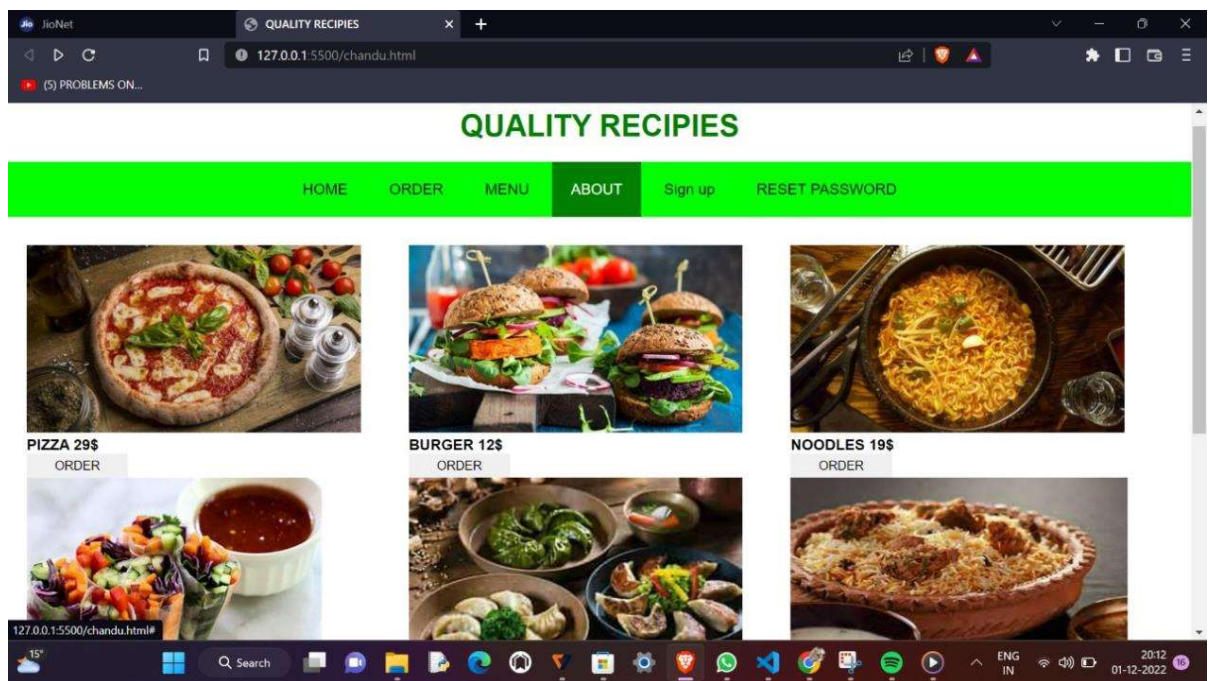 Jio JioNet
QUALITY RECIPIES
127.0.0.1:5500/chandu.html
(5) PROBLEMS ON...
QUALITY RECIPIES
HOME ORDER MENU ABOUT Sign up RESET PASSWORD
PIZZA 29$ BURGER 12$ NOODLES 19$
ORDER ORDER ORDER
127.0.0.1:5500/chandu.html#
15°
Search
ENG
IN
20:12
01-12-2022
16